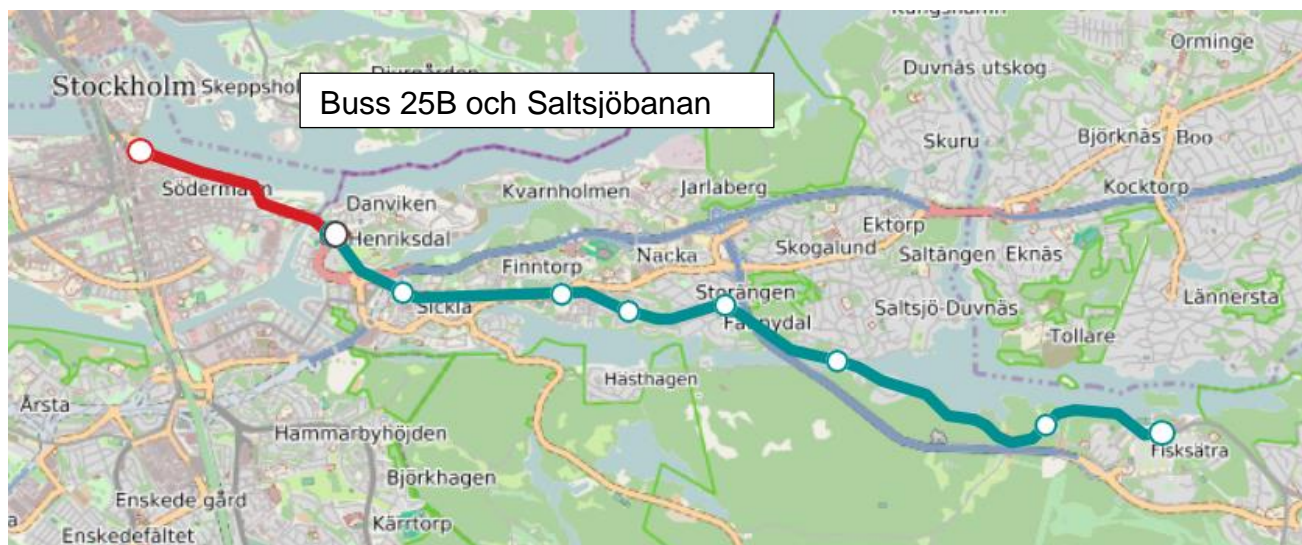 Orminge
Duvnäs utskog
Stockholm
Buss 25B och Saltsjöbanan
Skuru
Björknäs
Boo
Södermalm
Kvarnholmen
Jarlaberg
Kocktorp
Danviken
Ektorp
Henriksdal
Skogalund
Saltängen
Eknäs
Finntorp
Nacka
Storängen
Lännersta
Sickla
Saltsjö-Duvnäs
Fannydal
Tollare
Hästhagen
Årsta
Hammarbyhöjden
Fisksätra
Björkhagen
Enskede gård
Kärrtorp
Enskedefältet